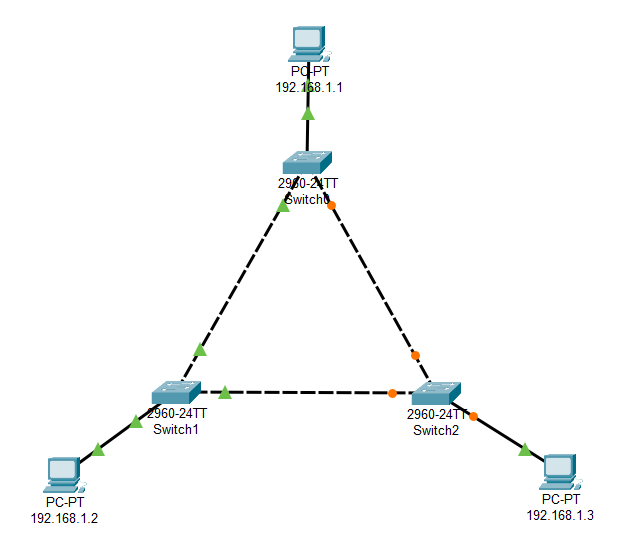 PC-PT
192.168.1.1
2960-24TT
Switch0
2960-24TT
Switch1
2960-24TT
Switch2
PC-PT
192.168.1.2
PC-PT
192.168.1.3